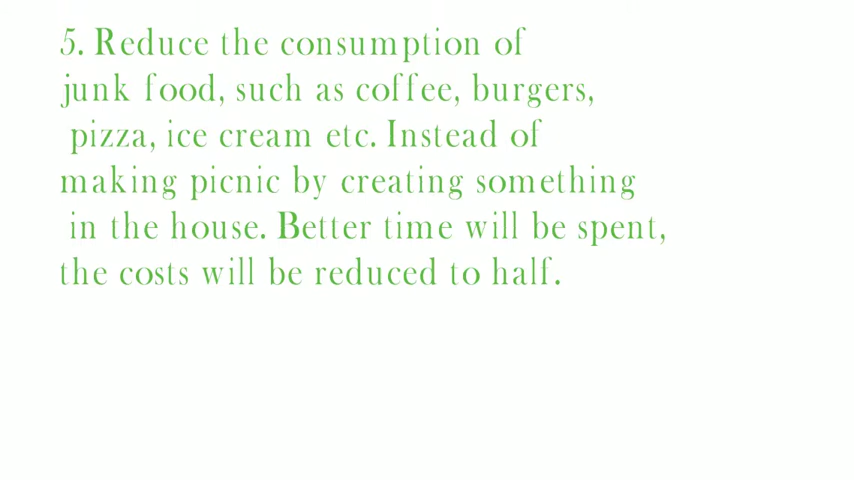 5. Reduce the consumption of
junk food, such as coffee, burgers,
pizza, ice cream etc. Instead of
making picnic by creating something
in the house. Better time will be spent,
the costs will be reduced to half.